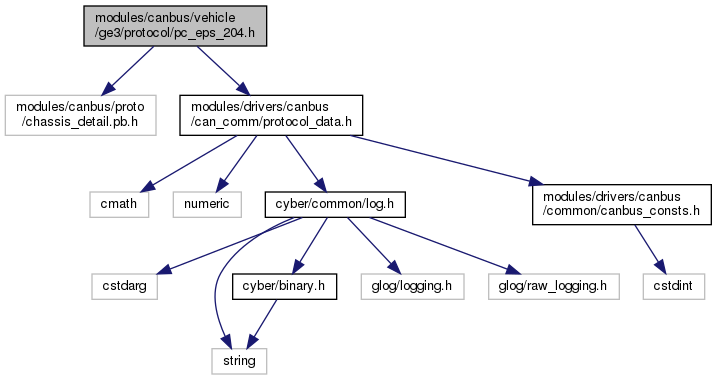 modules/canbus/vehicle
/ge3/protocol/pc_eps_204.h
modules/canbus/proto
/chassis_detail.pb.h
modules/drivers/canbus
/can_comm/protocol_data.h
cmath
numeric
cyber/common/log.h
modules/drivers/canbus
/common/canbus_consts.h
cstdarg
cyber/binary.h
glog/logging.h
glog/raw_logging.h
cstdint
string